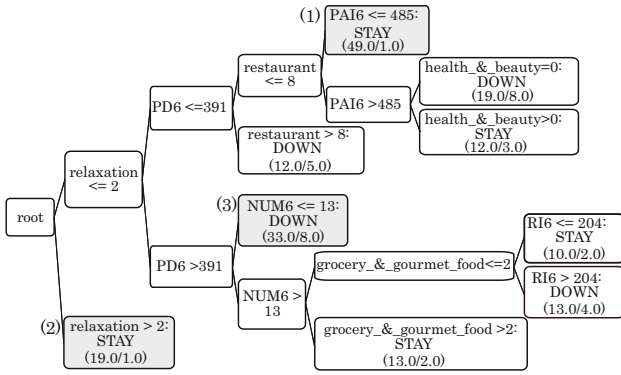 (1)
PAI6 <= 485:
STAY
(49.0/1.0)
restaurant
<= 8
health_&_beauty=0:
DOWN
(19.0/8.0)
PD6 <=391
PAI6 >485
health_&_beauty>0:
STAY
(12.0/3.0)
restaurant > 8:
DOWN
(12.0/5.0)
relaxation
<= 2
root
(3)
NUM6 <= 13:
DOWN
(33.0/8.0)
PD6 >391
RI6 <= 204:
STAY
(10.0/2.0)
grocery_&_gourmet_food<=2
NUM6 >
13
RI6 > 204:
DOWN
(13.0/4.0)
(2)
relaxation > 2:
STAY
(19.0/1.0)
grocery_&_gourmet_food >2:
STAY
(13.0/2.0)